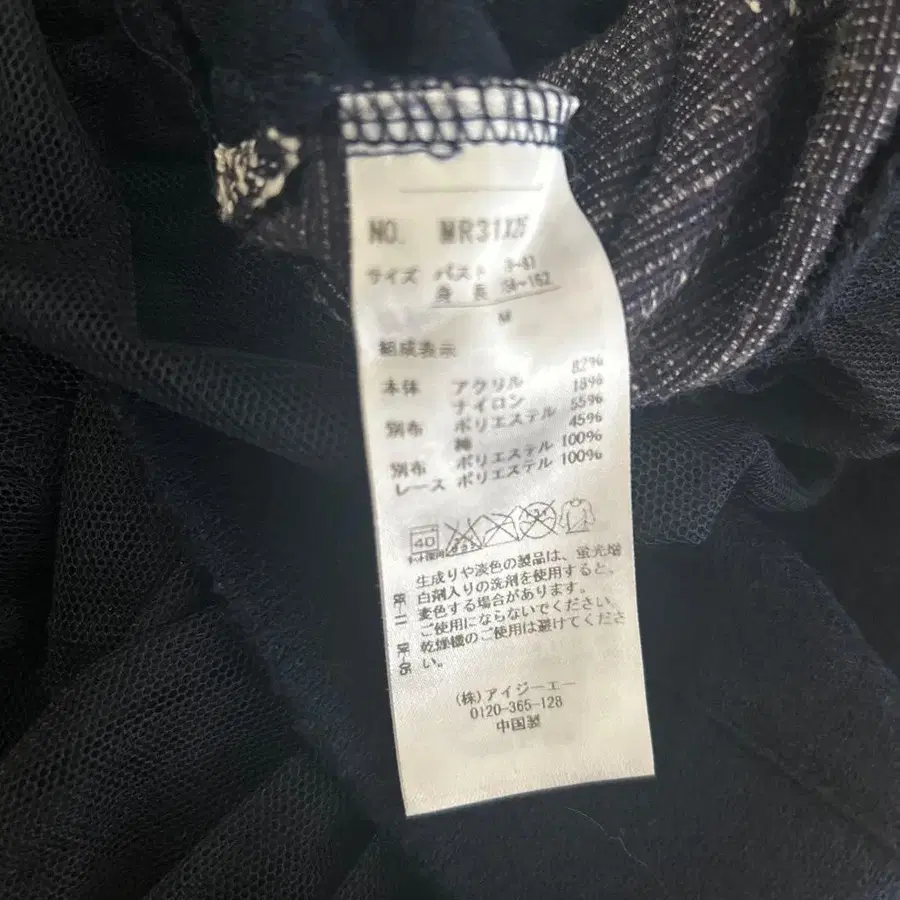 NO. MR31
サイズ バスト
身長 ~162
M
組成表示
本体 アクリル 82%
ナイロン 18%
別布 ポリエステル 55%
綿 45%
別布 ポリエステル 100%
レース ポリエステル 100%
40
生成りや淡色の製品は、蛍光増
白剤入りの洗剤を使用すると、
変色する場合があります。
ご使用にならないでください
乾燥機のご使用は避けてくださ
い。
(株)アイジーエー
0120-365-128
中国製